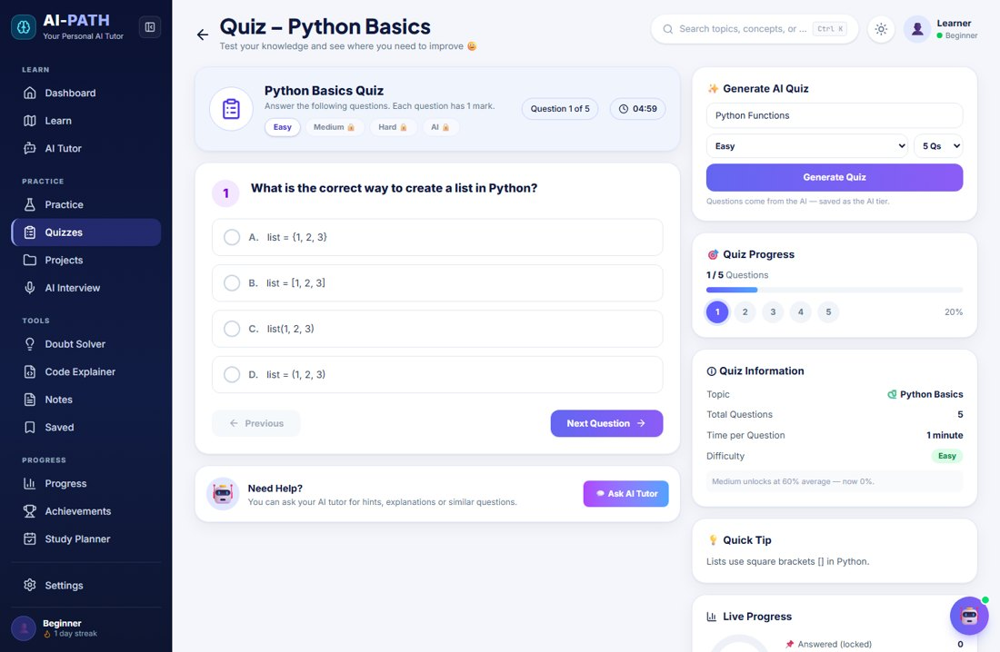 AI-PATH
Your Personal AI Tutor
LEARN
Dashboard
Learn
AI Tutor
PRACTICE
Practice
Quizzes
Projects
AI Interview
TOOLS
Doubt Solver
Code Explainer
Notes
Saved
PROGRESS
Progress
Achievements
Study Planner
Settings
Beginner
1 day streak
Quiz – Python Basics
Test your knowledge and see where you need to improve
Search topics, concepts, or ... Ctrl K
Learner
Beginner
Python Basics Quiz
Answer the following questions. Each question has 1 mark.
Easy Medium Hard AI
Question 1 of 5 04:59
1 What is the correct way to create a list in Python?
A. list = {1, 2, 3}
B. list = [1, 2, 3]
C. list(1, 2, 3)
D. list = (1, 2, 3)
← Previous Next Question →
Need Help?
You can ask your AI tutor for hints, explanations or similar questions.
Ask AI Tutor
Generate AI Quiz
Python Functions
Easy 5 Qs
Generate Quiz
Questions come from the AI — saved as the AI tier.
Quiz Progress
1 / 5 Questions
1 2 3 4 5 20%
Quiz Information
Topic Python Basics
Total Questions 5
Time per Question 1 minute
Difficulty Easy
Medium unlocks at 60% average — now 0%.
Quick Tip
Lists use square brackets [] in Python.
Live Progress
Answered (locked) 0